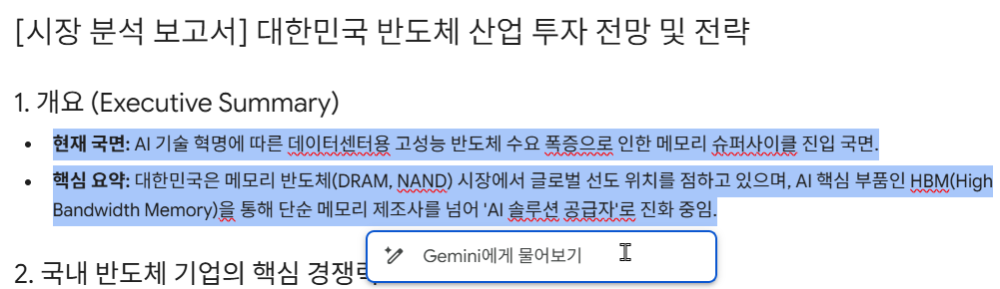 [시장 분석 보고서] 대한민국 반도체 산업 투자 전망 및 전략
1. 개요 (Executive Summary)
• 현재 국면: AI 기술 혁명에 따른 데이터센터용 고성능 반도체 수요 폭증으로 인한 메모리 슈퍼사이클 진입 국면.
• 핵심 요약: 대한민국은 메모리 반도체(DRAM, NAND) 시장에서 글로벌 선도 위치를 점하고 있으며, AI 핵심 부품인 HBM(High
Bandwidth Memory)을 통해 단순 메모리 제조사를 넘어 'AI 솔루션 공급자'로 진화 중임.
Gemini에게 물어보기
2. 국내 반도체 기업의 핵심 경쟁력